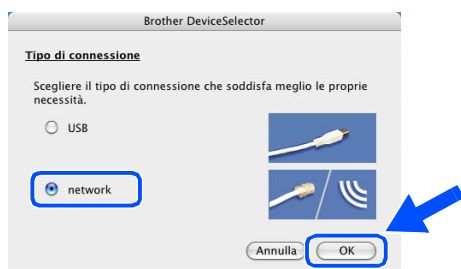 Brother DeviceSelector
Tipo di connessione
Scegliere il tipo di connessione che soddisfa meglio le proprie
necessità.
USB
network
Annulla OK